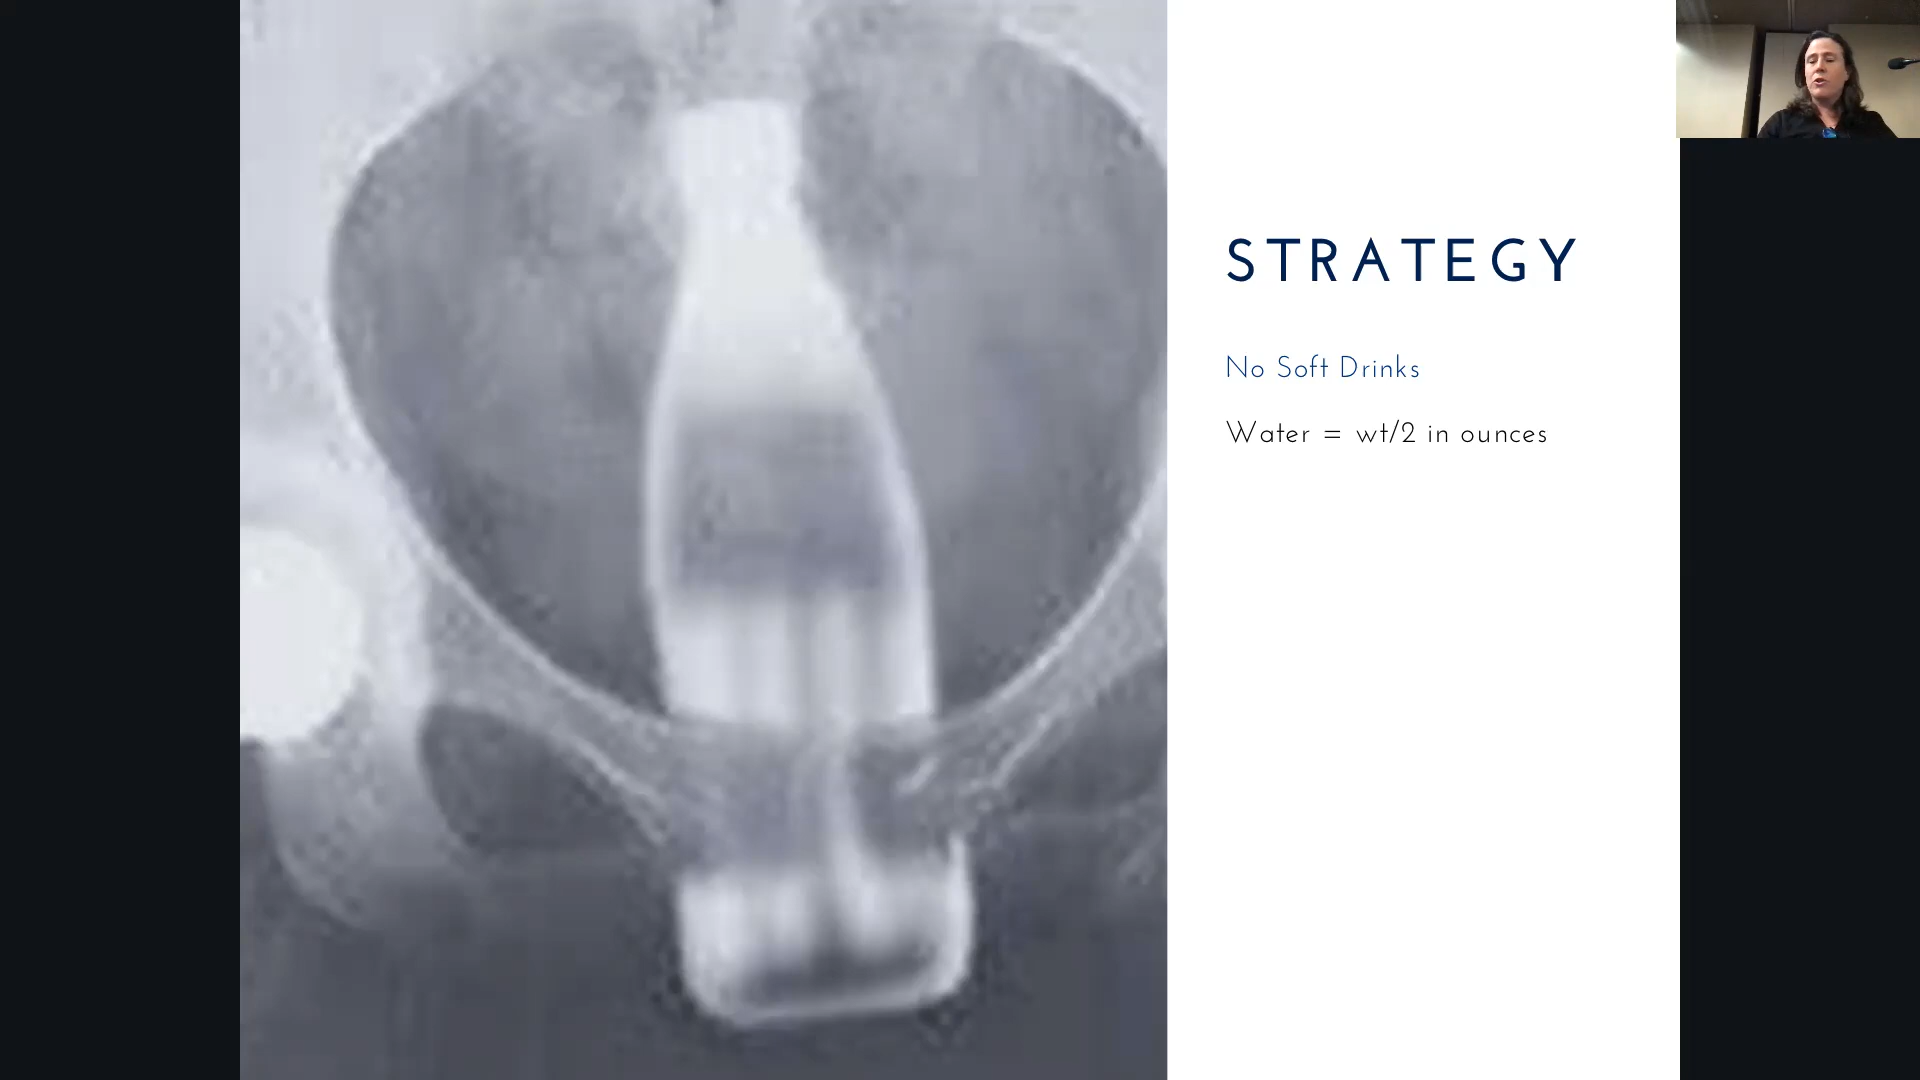 STRATEGY
No Soft Drinks
Water = wt/2 in ounces